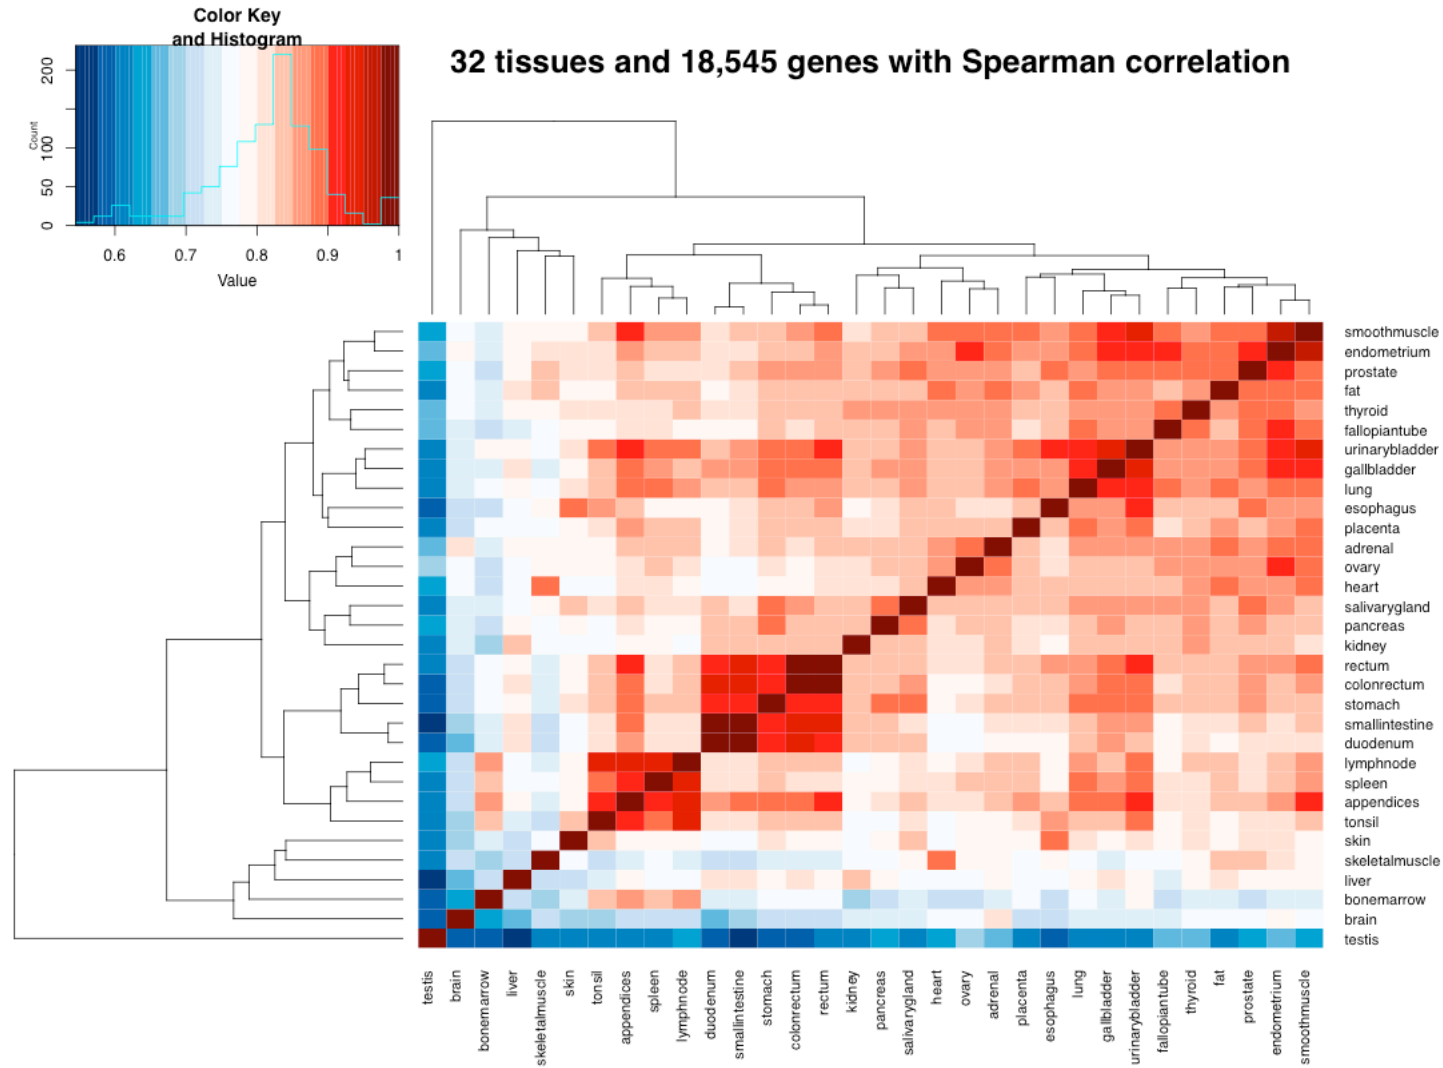 Color Key
and Histogram
32 tissues and 18,545 genes with Spearman correlation
Count
200
100
50
0
0.6 0.7 0.8 0.9 1
Value
smoothmuscle
endometrium
prostate
fat
thyroid
fallopiantube
urinarybladder
gallbladder
lung
esophagus
placenta
adrenal
ovary
heart
salivarygland
pancreas
kidney
rectum
colonrectum
stomach
smallintestine
duodenum
lymphnode
spleen
appendices
tonsil
skin
skeletalmuscle
liver
bonemarrow
brain
testis
testis
brain
bonemarrow
liver
skeletalmuscle
skin
tonsil
appendices
spleen
lymphnode
duodenum
smallintestine
stomach
colonrectum
rectum
kidney
pancreas
salivarygland
heart
ovary
adrenal
placenta
esophagus
lung
gallbladder
urinarybladder
fallopiantube
thyroid
fat
prostate
endometrium
smoothmuscle